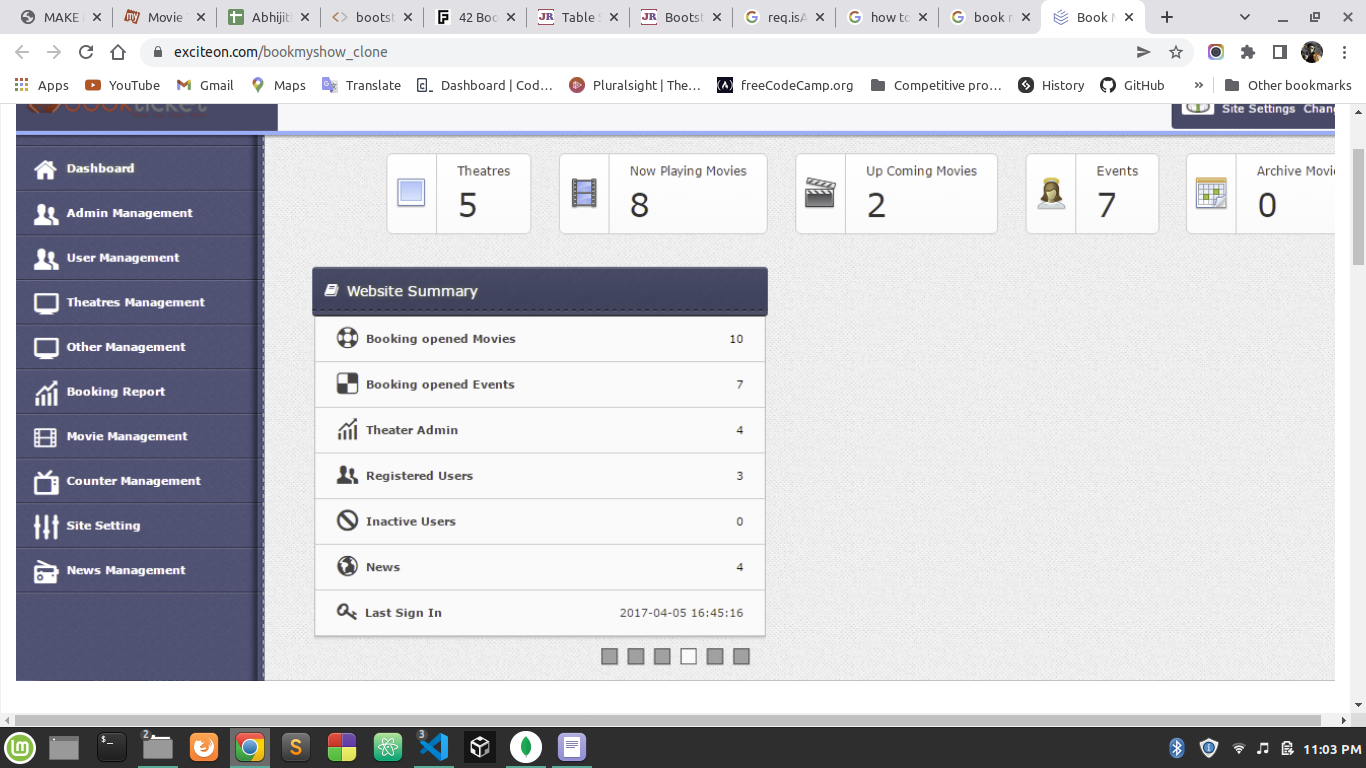 MAKE
Movie
Abhijit
bootst
42 Boo
Table
Bootst
req.isA
how to
book m
Book M
exciteon.com/bookmyshow_clone
Apps YouTube Gmail Maps Translate Dashboard | Cod... Pluralsight | The... freeCodeCamp.org Competitive pro... History GitHub » Other bookmarks
bookticket
Site Settings Chan
Dashboard
Admin Management
User Management
Theatres Management
Other Management
Booking Report
Movie Management
Counter Management
Site Setting
News Management
Theatres
5
Now Playing Movies
8
Up Coming Movies
2
Events
7
Archive Movi
0
Website Summary
Booking opened Movies 10
Booking opened Events 7
Theater Admin 4
Registered Users 3
Inactive Users 0
News 4
Last Sign In 2017-04-05 16:45:16
2
3
11:03 PM